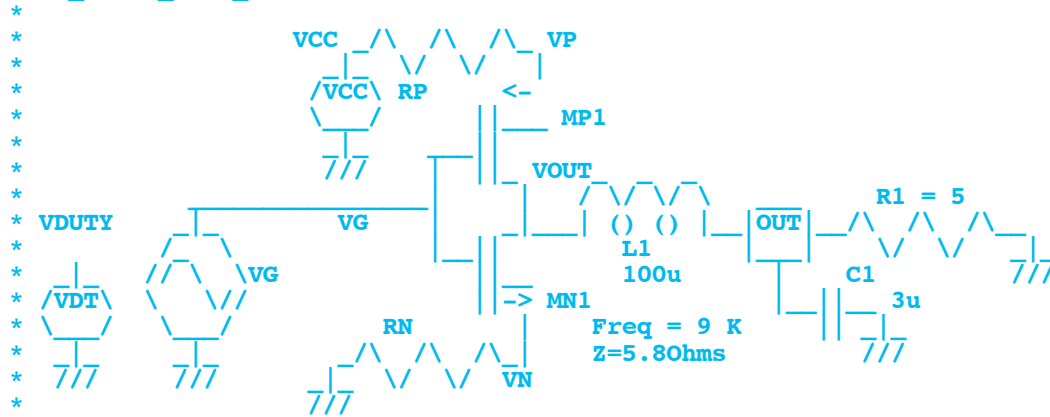 VCC VP
VCC RP <-
MP1
VOUT
R1 = 5
VDUTY VG OUT
L1
VG 100u C1
VDT -> MN1 3u
RN Freq = 9 K
Z=5.8Ohms
VN